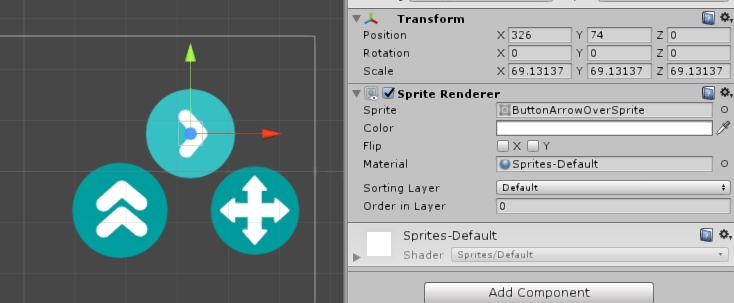 Transform
Position X 326 Y 74 Z 0
Rotation X 0 Y 0 Z 0
Scale X 69.13137 Y 69.13137 Z 69.13137
Sprite Renderer
Sprite ButtonArrowOverSprite
Color
Flip X Y
Material Sprites-Default
Sorting Layer Default
Order in Layer 0
Sprites-Default
Shader Sprites/Default
Add Component